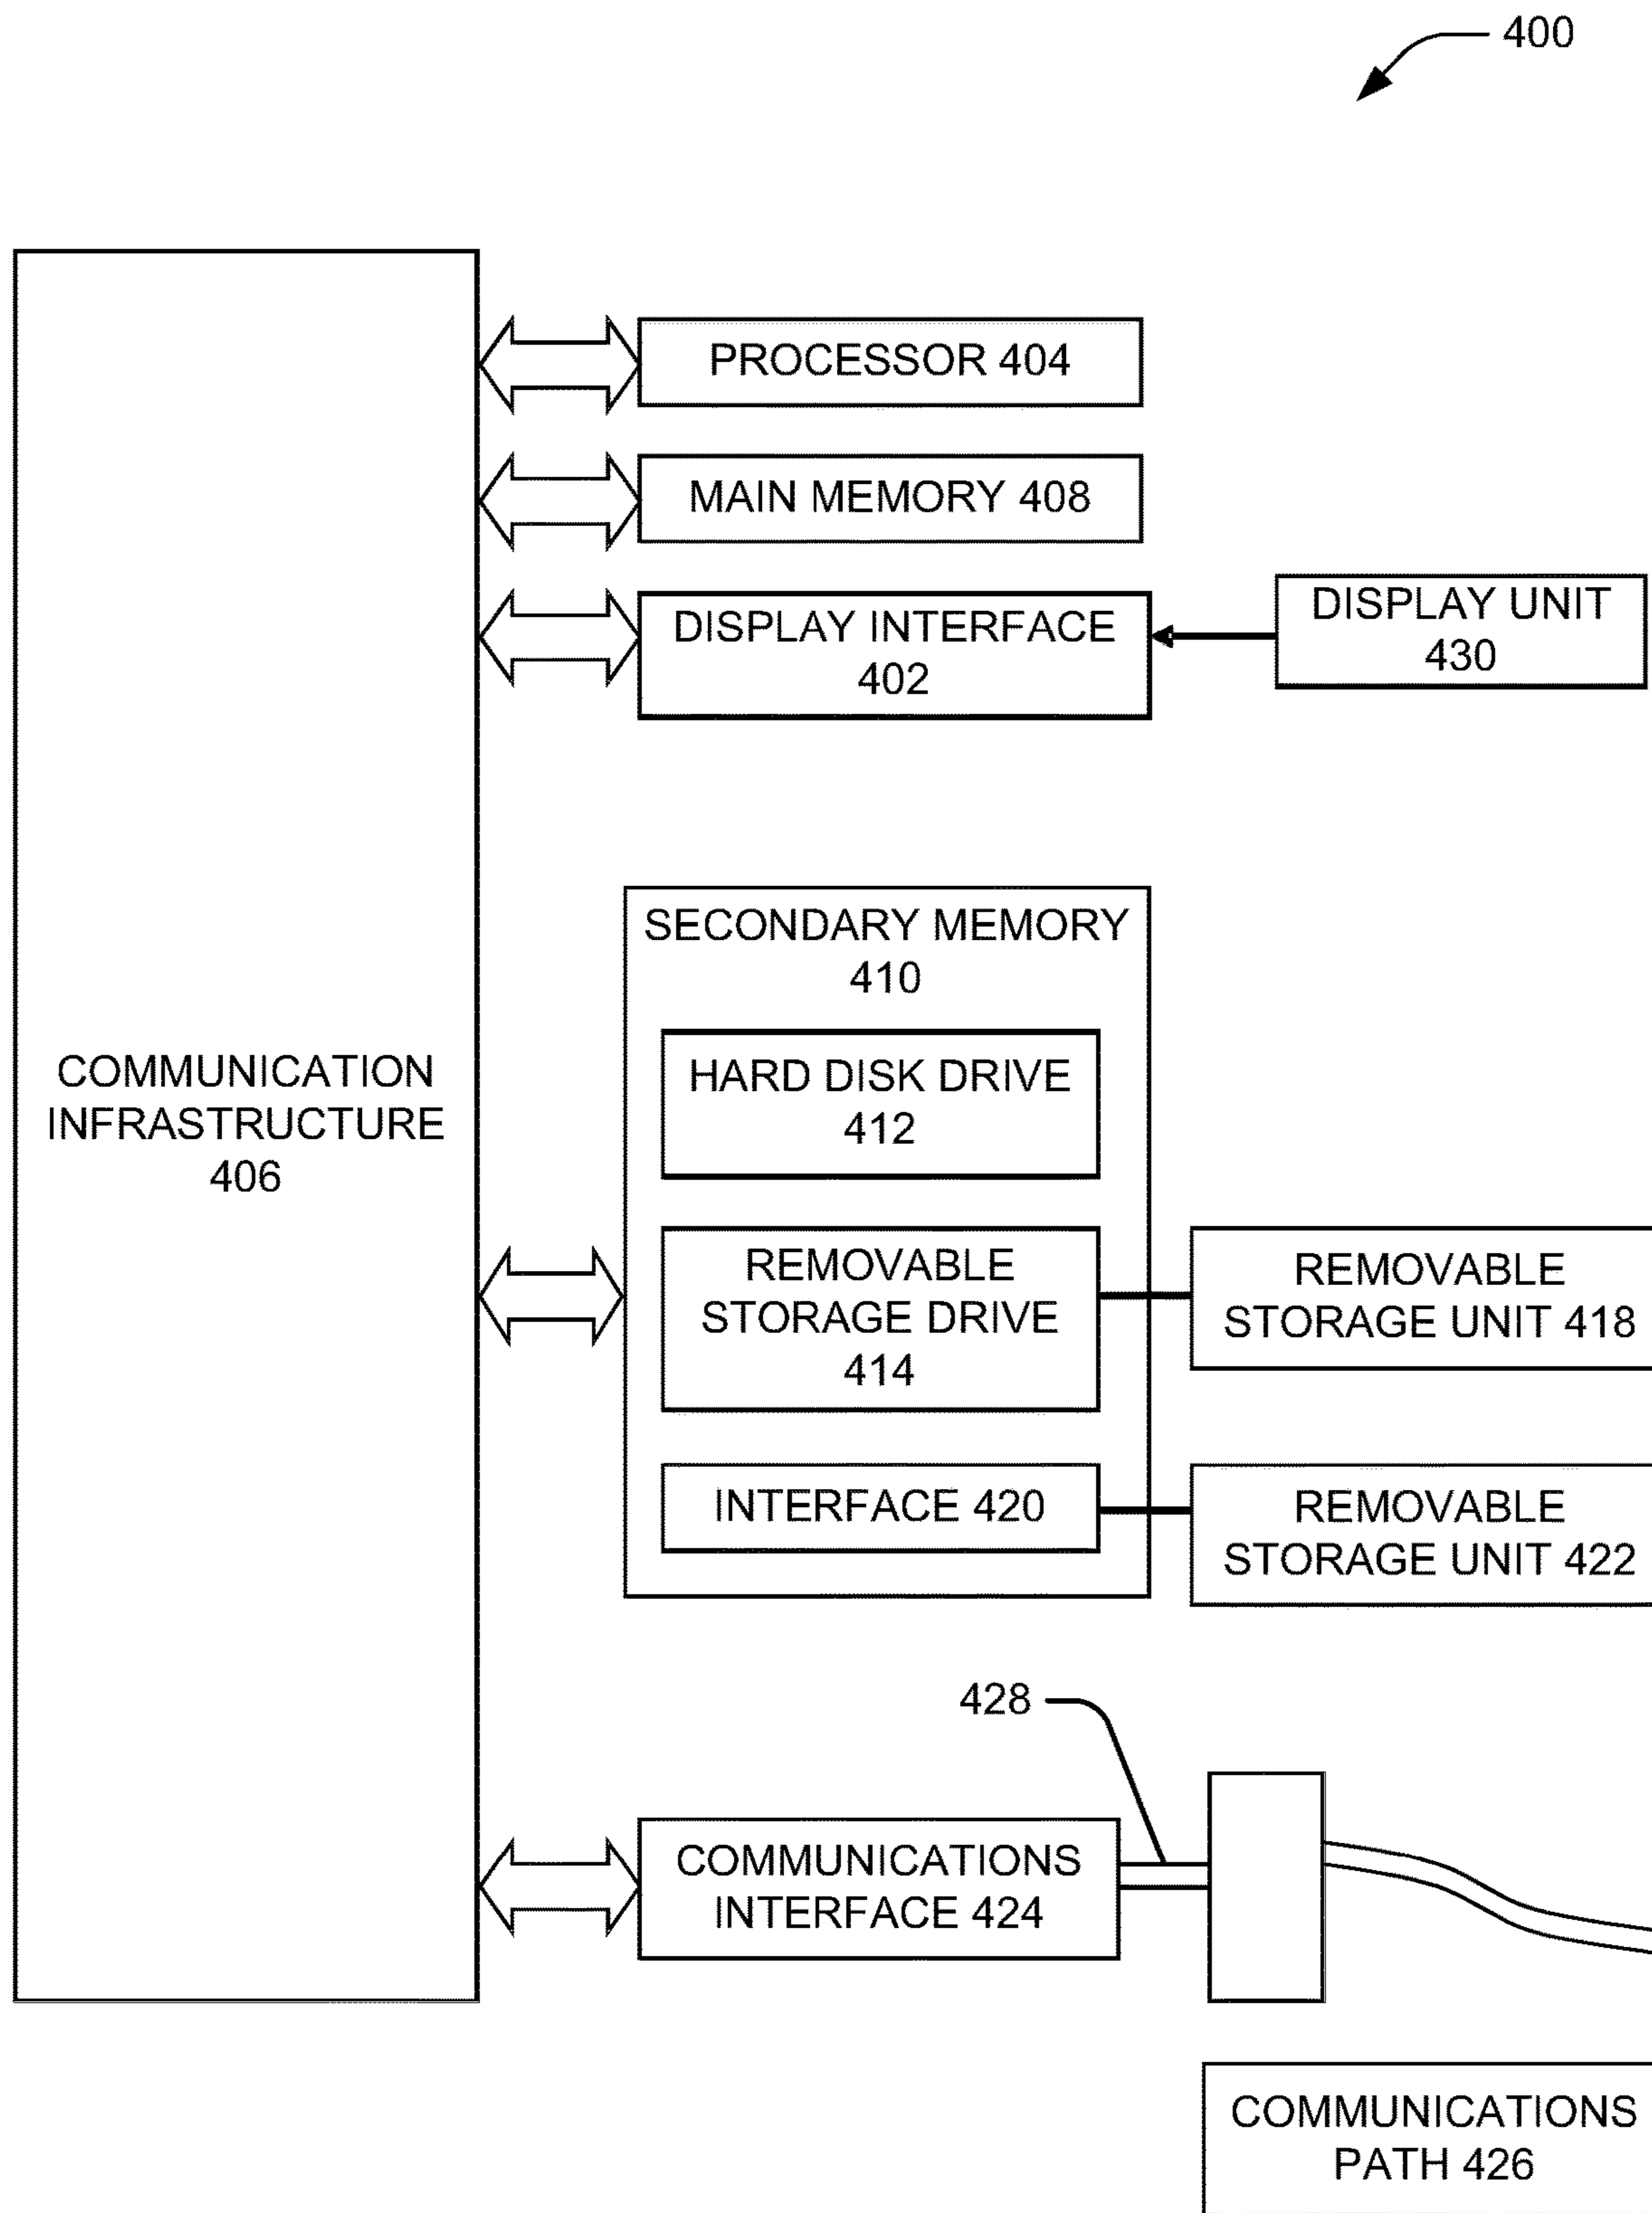 400
PROCESSOR 404
MAIN MEMORY 408
DISPLAY INTERFACE
402
DISPLAY UNIT
430
COMMUNICATION
INFRASTRUCTURE
406
SECONDARY MEMORY
410
HARD DISK DRIVE
412
REMOVABLE
STORAGE DRIVE
414
REMOVABLE
STORAGE UNIT 418
INTERFACE 420
REMOVABLE
STORAGE UNIT 422
428
COMMUNICATIONS
INTERFACE 424
COMMUNICATIONS
PATH 426